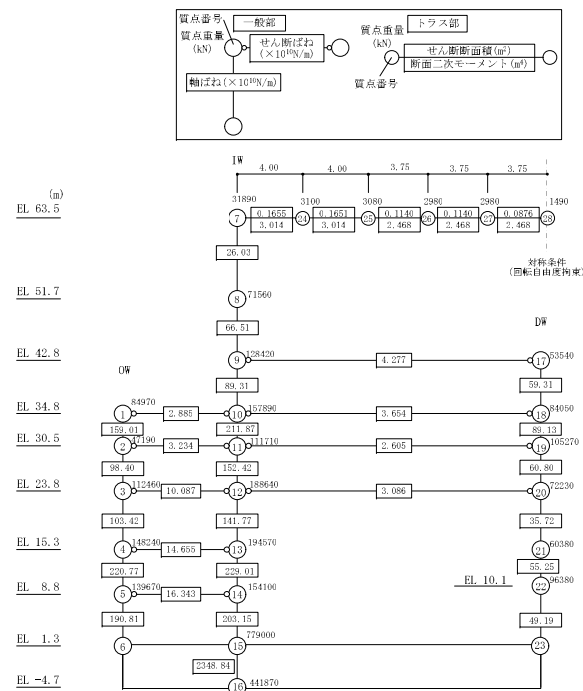 質点番号
質点重量
(kN)
一般部
せん断ばね
(×10¹⁰N/m)
軸ばね(×10¹⁰N/m)
質点重量
(kN)
トラス部
せん断断面積(m²)
断面二次モーメント(m⁴)
質点番号
IW
4.00 4.00 3.75 3.75 3.75
(m)
EL 63.5
31890 3100 3080 2980 2980 1490
7 0.1655 24 0.1651 25 0.1140 26 0.1140 27 0.0876 28
3.014 3.014 2.468 2.468 2.468
対称条件
(回転自由度拘束)
26.03
EL 51.7
8 71560
66.51
DW
EL 42.8
9 128420 4.277 17 53540
OW
89.31 59.31
EL 34.8
84970 157890 84050
1 2.885 10 3.654 18
159.01 211.87 89.13
EL 30.5
47190 111710 105270
2 3.234 11 2.605 19
98.40 152.42 60.80
EL 23.8
112460 188640 72230
3 10.087 12 3.086 20
103.42 141.77 35.72
EL 15.3
148240 194570 60380
4 14.655 13 21
220.77 229.01 55.25
EL 10.1
22 96380
EL 8.8
139670 154100
5 16.343 14
190.81 203.15 49.19
EL 1.3
779000
6 15 23
2348.84
EL -4.7
16 441870